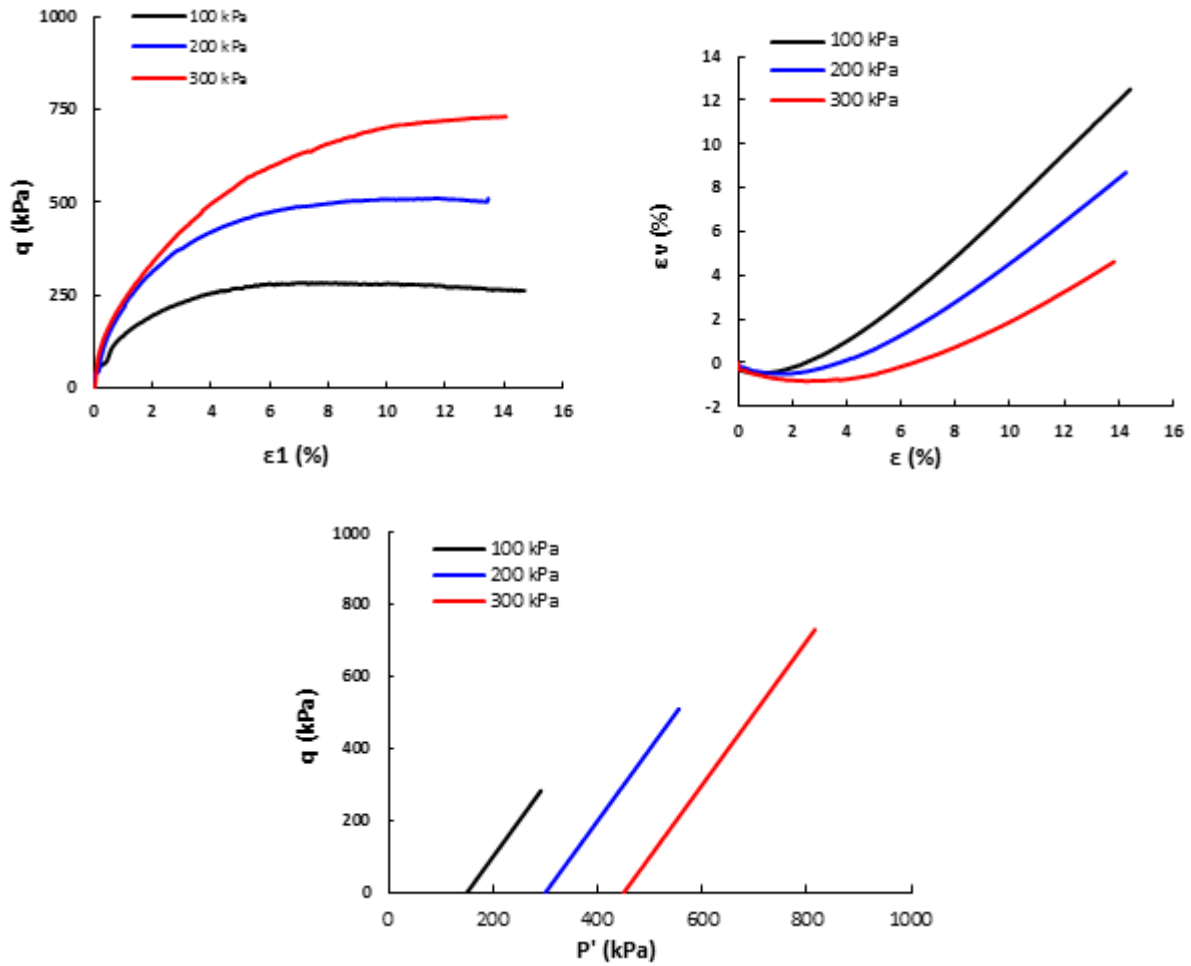 1000
750
500
250
0
0 2 4 6 8 10 12 14 16
q (kPa)
ε1 (%)
100 kPa
200 kPa
300 kPa
14
12
10
8
6
4
2
0
-2
0 2 4 6 8 10 12 14 16
εv (%)
ε (%)
100 kPa
200 kPa
300 kPa
1000
800
600
400
200
0
0 200 400 600 800 1000
q (kPa)
P' (kPa)
100 kPa
200 kPa
300 kPa